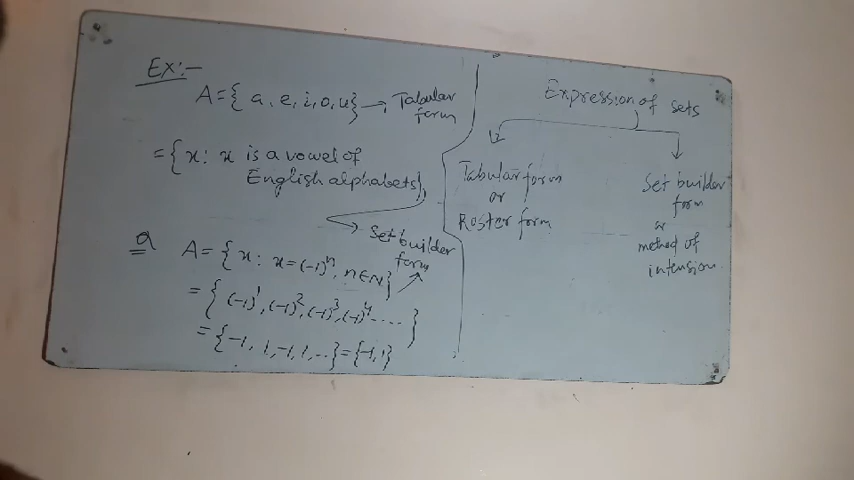 Ex:-
A={ a, e, i, o, u} → Tabular
form
={ x: x is a vowel of
English alphabets}
→ Set builder
form
Q A={ x: x=(-1)ⁿ, n∈N}
={ (-1)¹, (-1)², (-1)³, (-1)⁴ .... }
={-1, 1, -1, 1, ...}={-1, 1}
Expression of sets
Tabular form
or
Roster form
Set builder
form
or
method of
intension